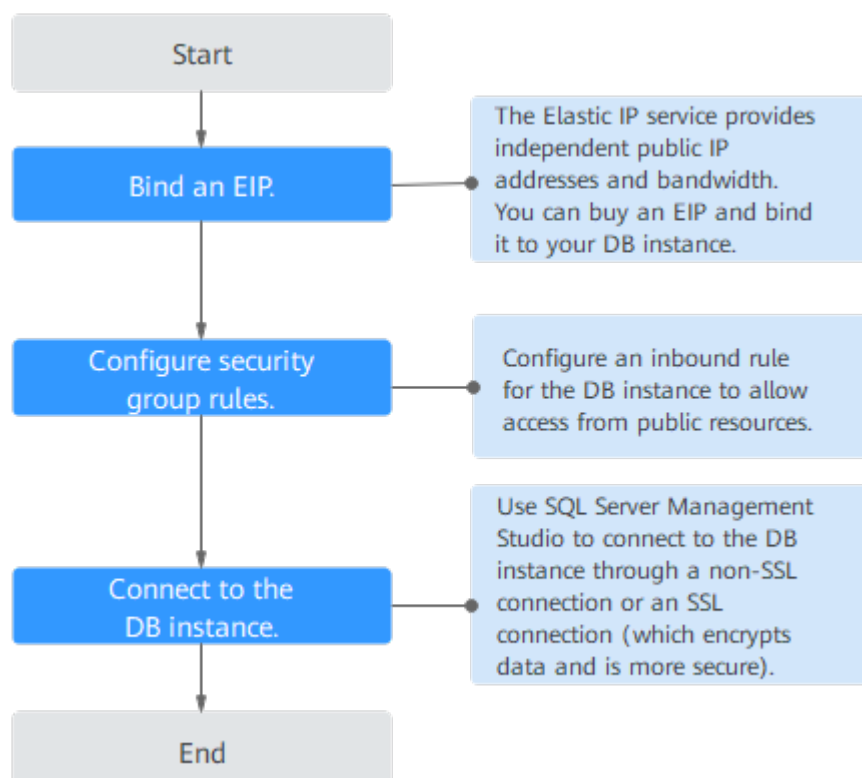 Start
Bind an EIP.
The Elastic IP service provides
independent public IP
addresses and bandwidth.
You can buy an EIP and bind
it to your DB instance.
Configure security
group rules.
Configure an inbound rule
for the DB instance to allow
access from public resources.
Connect to the
DB instance.
Use SQL Server Management
Studio to connect to the DB
instance through a non-SSL
connection or an SSL
connection (which encrypts
data and is more secure).
End